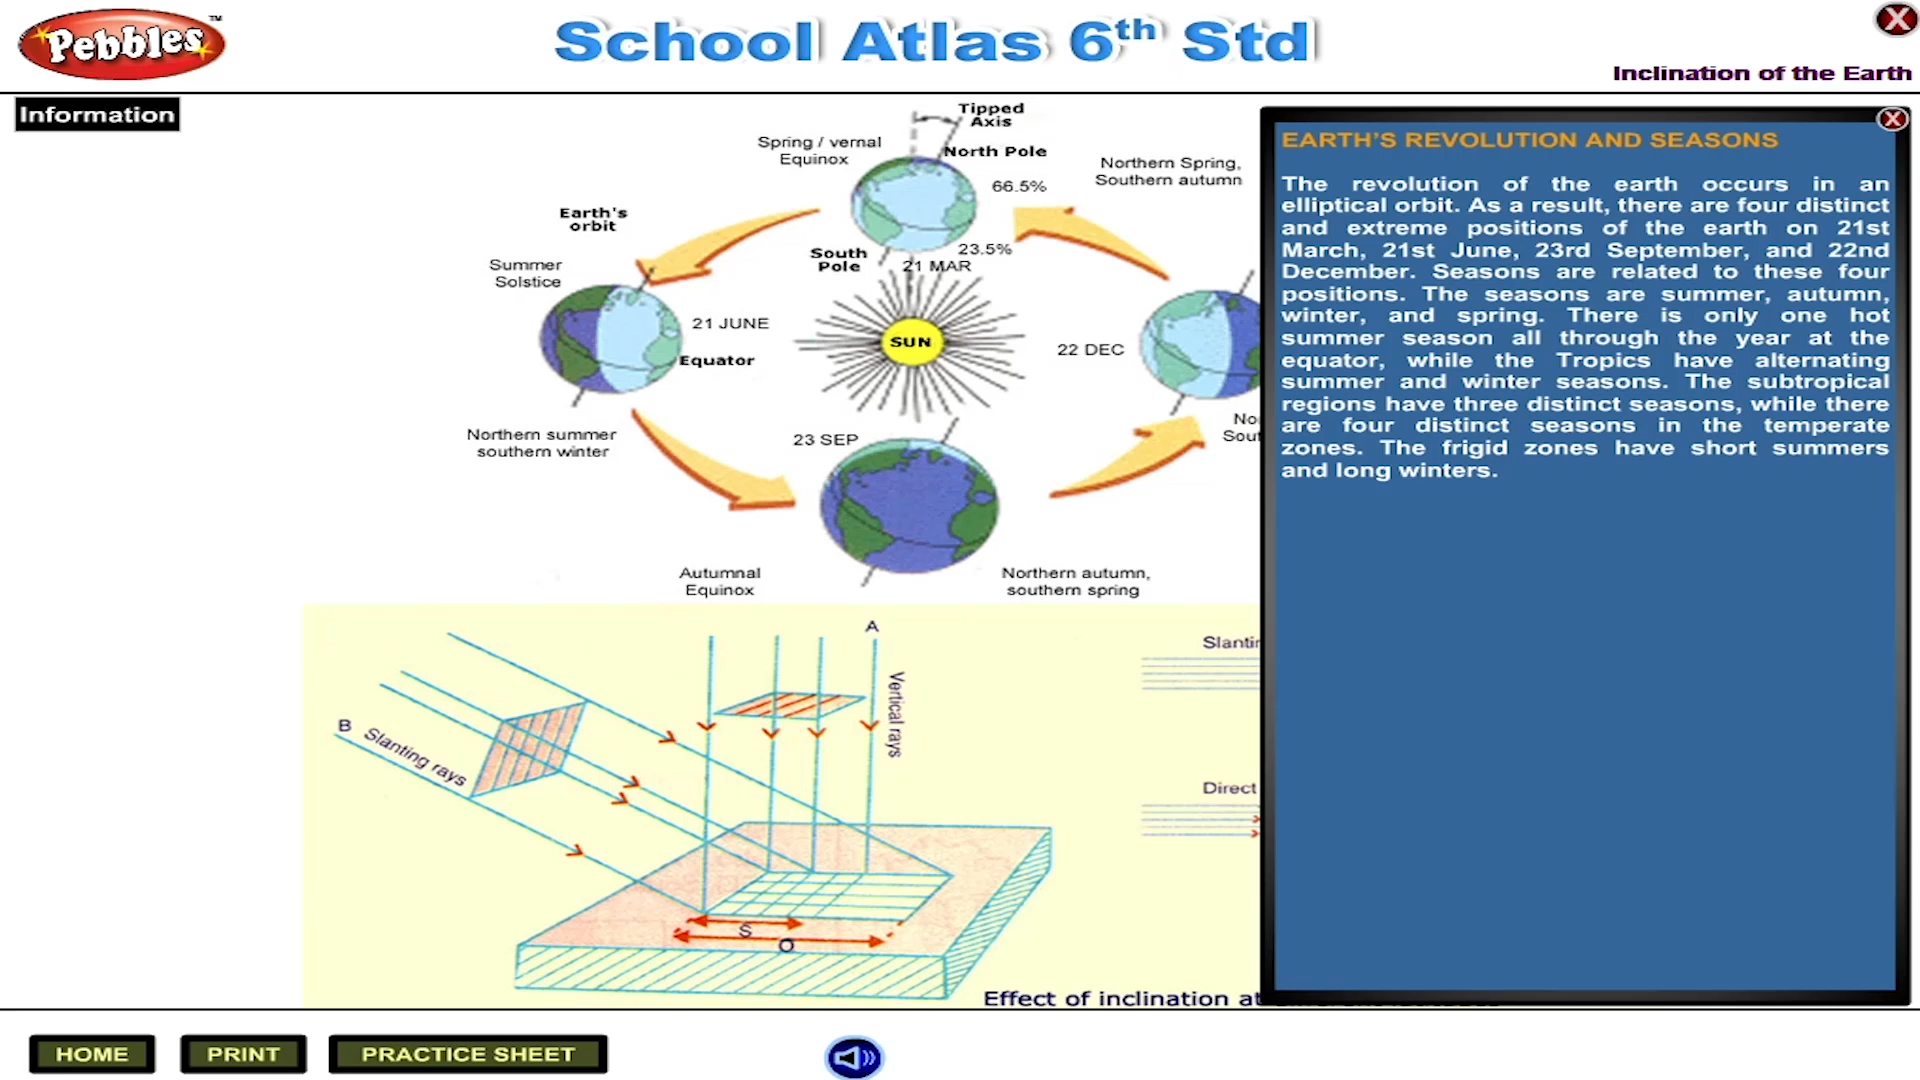 Pebbles™
School Atlas 6th Std
Inclination of the Earth
Information
Tipped
Axis
Spring / vernal
Equinox
North Pole
66.5%
Northern Spring,
Southern autumn
Earth's
orbit
South
Pole
23.5%
21 MAR
Summer
Solstice
21 JUNE
Equator
SUN
22 DEC
Northern summer
southern winter
23 SEP
Autumnal
Equinox
Northern autumn,
southern spring
A
Vertical rays
B Slanting rays
S
O
Direct
Effect of inclination at
EARTH'S REVOLUTION AND SEASONS
The revolution of the earth occurs in an
elliptical orbit. As a result, there are four distinct
and extreme positions of the earth on 21st
March, 21st June, 23rd September, and 22nd
December. Seasons are related to these four
positions. The seasons are summer, autumn,
winter, and spring. There is only one hot
summer season all through the year at the
equator, while the Tropics have alternating
summer and winter seasons. The subtropical
regions have three distinct seasons, while there
are four distinct seasons in the temperate
zones. The frigid zones have short summers
and long winters.
HOME
PRINT
PRACTICE SHEET